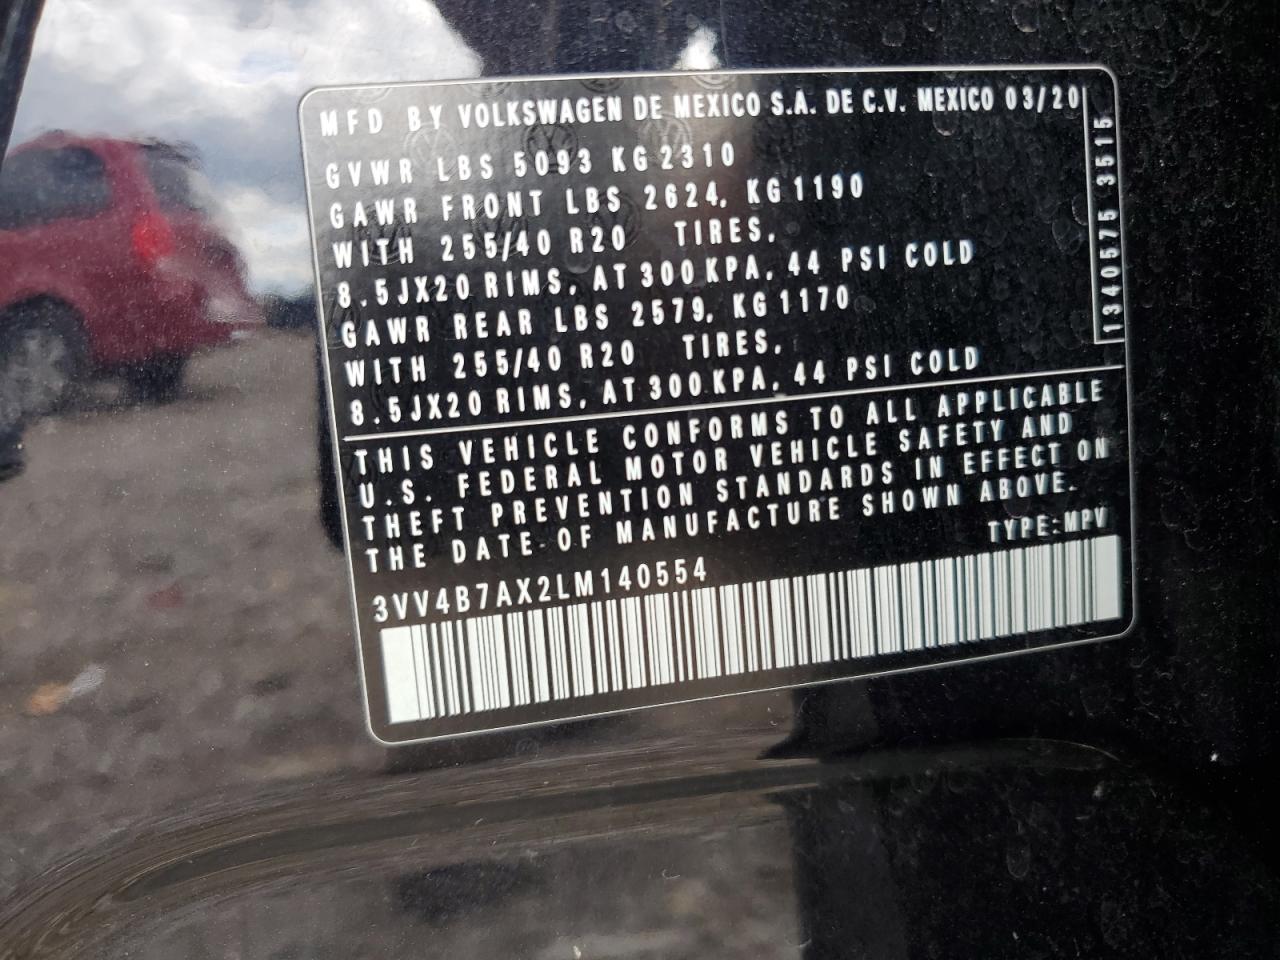 MFD BY VOLKSWAGEN DE MEXICO S.A. DE C.V. MEXICO 03/20
GVWR LBS 5093 KG 2310
GAWR FRONT LBS 2624, KG 1190
WITH 255/40 R20 TIRES,
8.5JX20 RIMS, AT 300 KPA, 44 PSI COLD
GAWR REAR LBS 2579, KG 1170
WITH 255/40 R20 TIRES,
8.5JX20 RIMS, AT 300 KPA, 44 PSI COLD
1340575 3515
THIS VEHICLE CONFORMS TO ALL APPLICABLE
U.S. FEDERAL MOTOR VEHICLE SAFETY AND
THEFT PREVENTION STANDARDS IN EFFECT ON
THE DATE OF MANUFACTURE SHOWN ABOVE.
TYPE:MPV
3VV4B7AX2LM140554